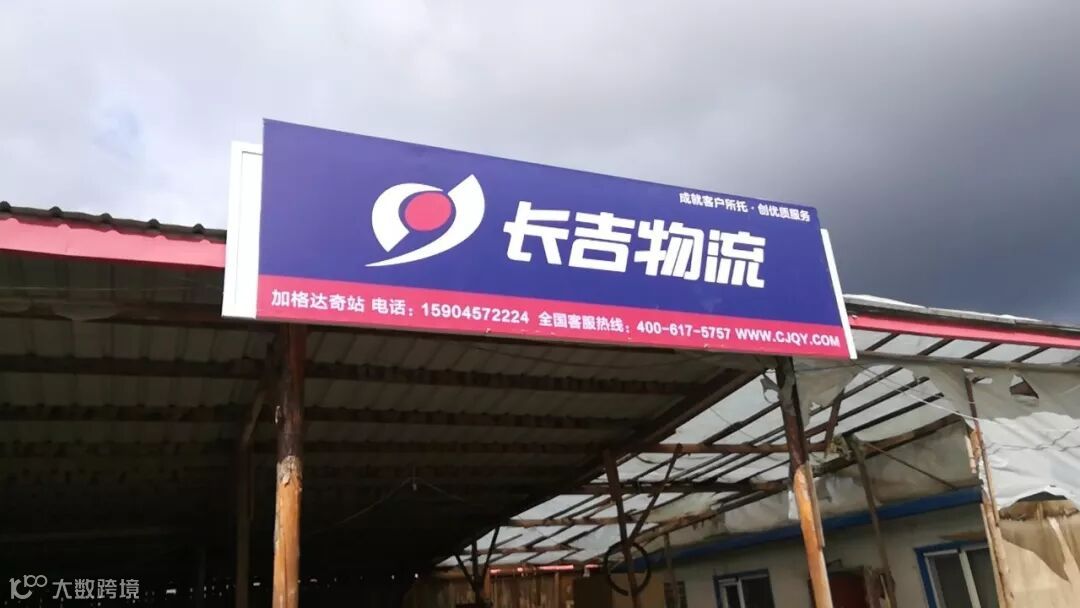 成就客户所托·创优质服务
长吉物流
加格达奇站 电话：15904572224 全国客服热线：400-617-5757 WWW.CJQY.COM
大数跨境